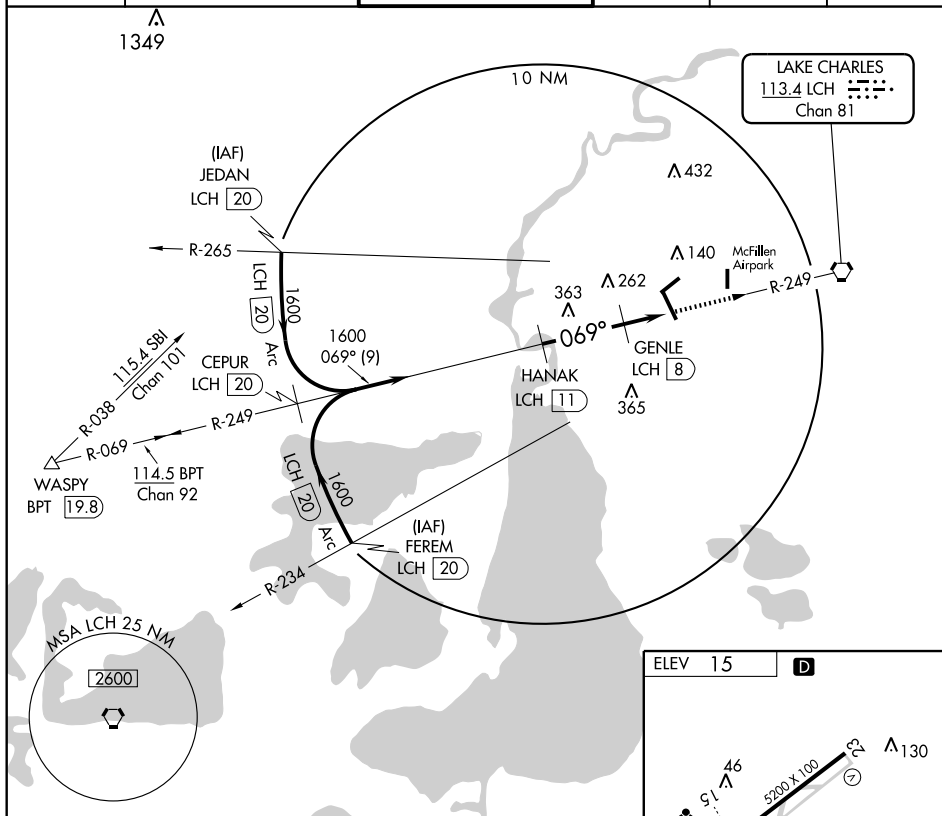 1349
10 NM
LAKE CHARLES
113.4 LCH
Chan 81
(IAF)
JEDAN
LCH 20
432
R-265
140
McFillen
Airpark
262
R-249
LCH 20 Arc
1600
363
069°
1600
069° (9)
GENLE
LCH 8
CEPUR
LCH 20
HANAK
LCH 11
365
115.4 SBI
Chan 101
R-038
R-249
R-069
114.5 BPT
Chan 92
WASPY
BPT 19.8
LCH 20 Arc
1600
(IAF)
FEREM
LCH 20
R-234
MSA LCH 25 NM
2600
ELEV 15 D
46
15
5200 X 100
23
130
V